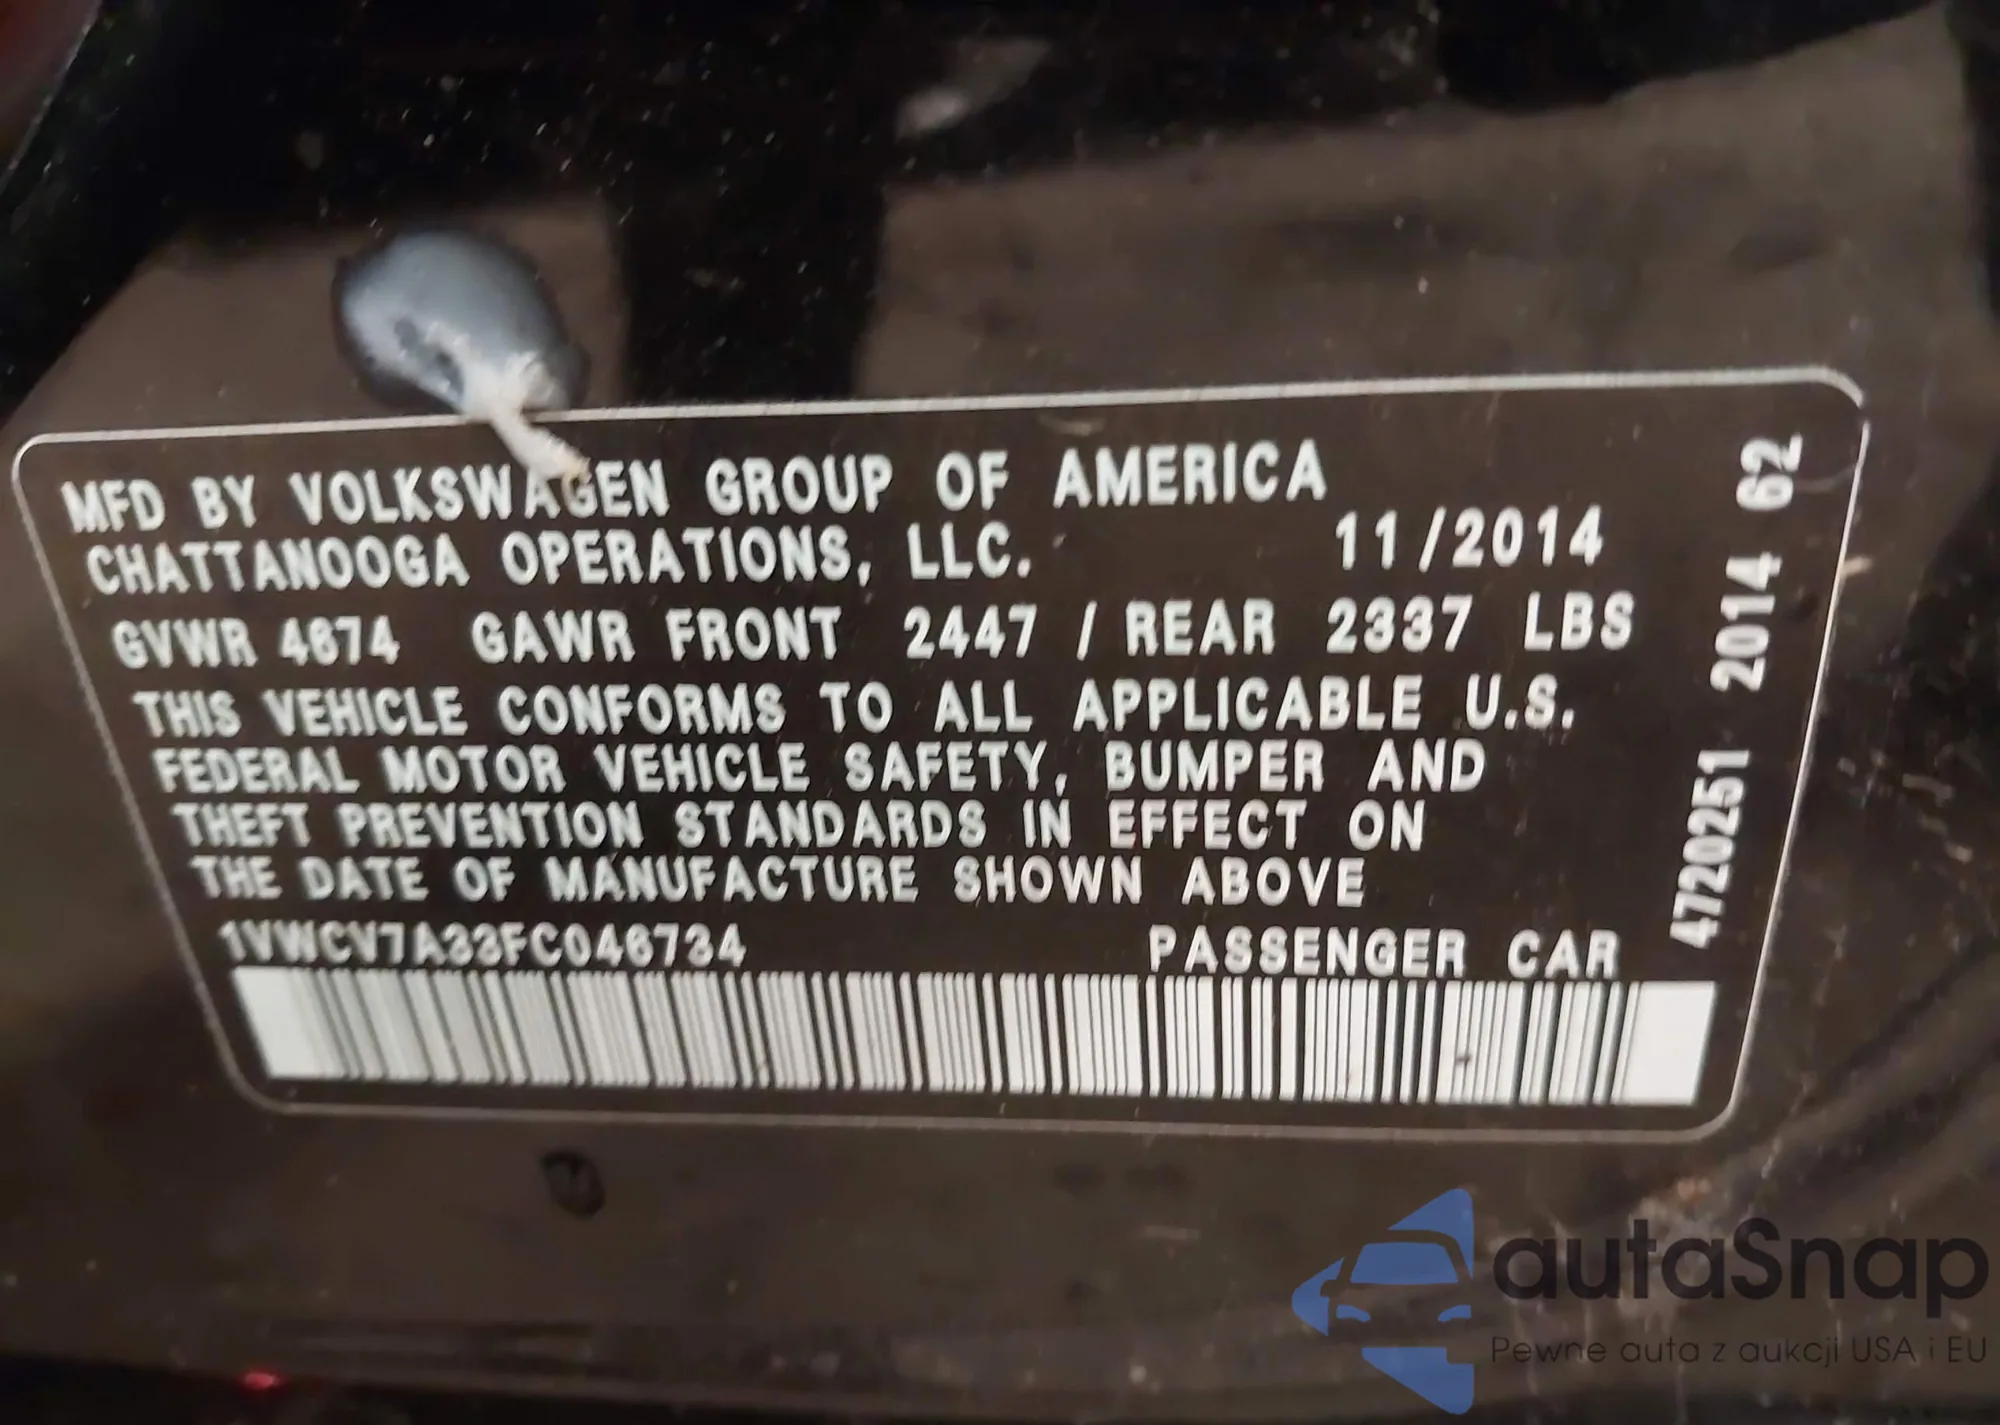 MFD BY VOLKSWAGEN GROUP OF AMERICA
CHATTANOOGA OPERATIONS, LLC. 11/2014
GVWR 4674 GAWR FRONT 2447 / REAR 2337 LBS
THIS VEHICLE CONFORMS TO ALL APPLICABLE U.S.
FEDERAL MOTOR VEHICLE SAFETY, BUMPER AND
THEFT PREVENTION STANDARDS IN EFFECT ON
THE DATE OF MANUFACTURE SHOWN ABOVE
1VWCV7A33FC046734 PASSENGER CAR
4720251 2014 62
autaSnap
Pewne auta z aukcji USA i EU